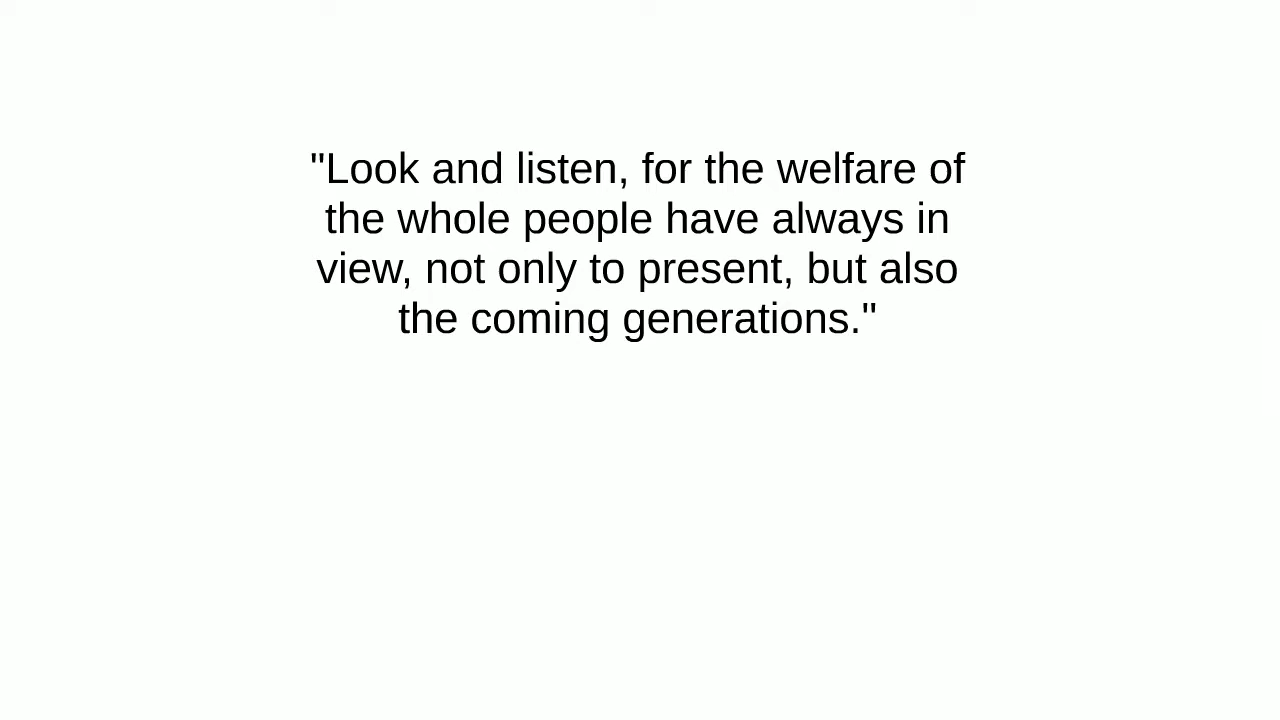 "Look and listen, for the welfare of
the whole people have always in
view, not only to present, but also
the coming generations."